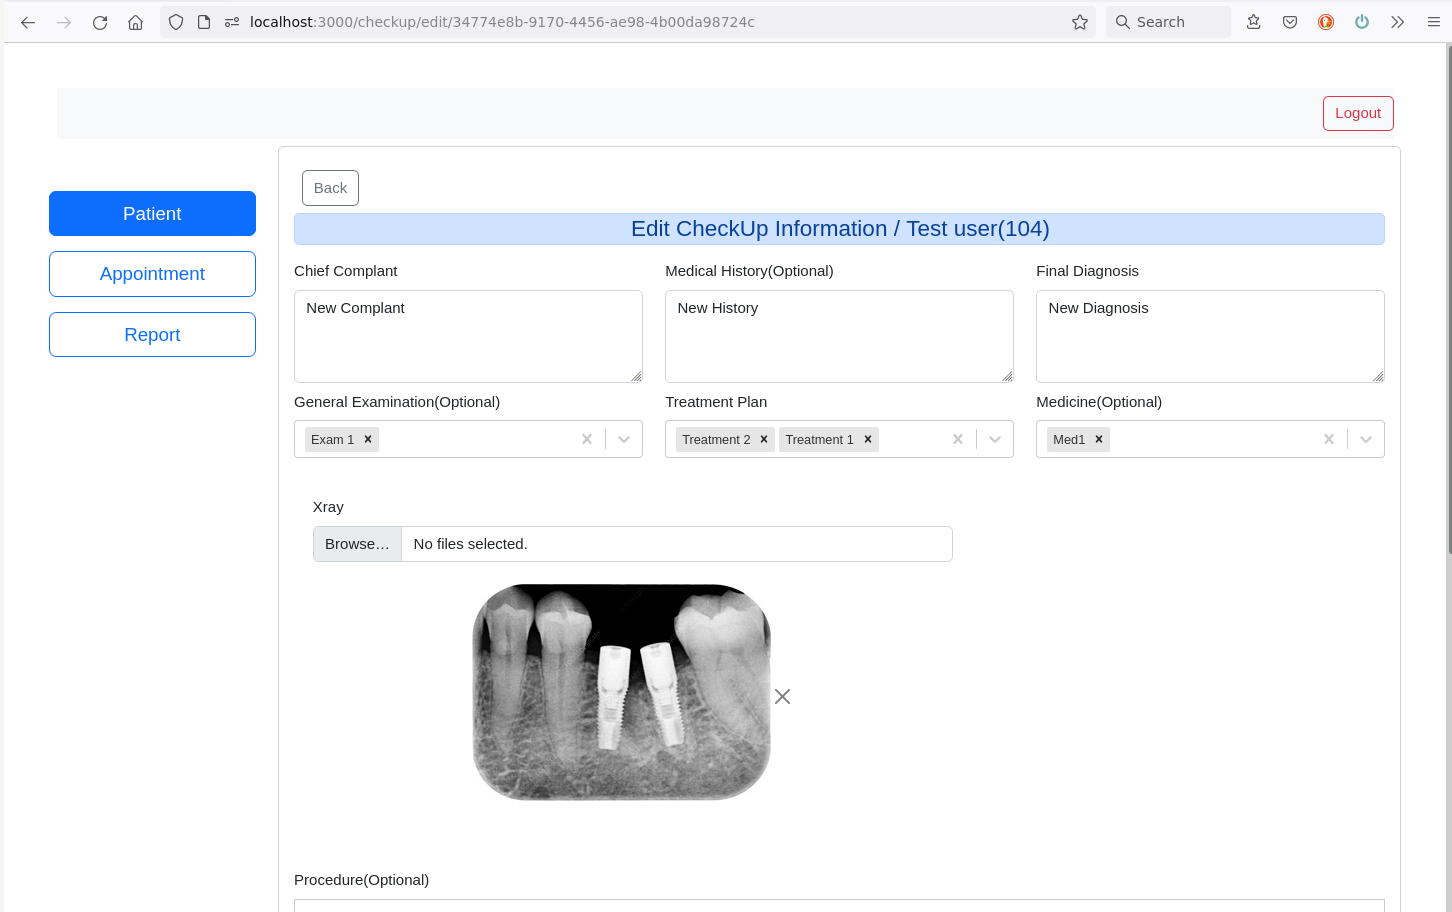 localhost:3000/checkup/edit/34774e8b-9170-4456-ae98-4b00da98724c
Search
Logout
Back
Patient
Edit CheckUp Information / Test user(104)
Appointment
Report
Chief Complant
Medical History(Optional)
Final Diagnosis
New Complant
New History
New Diagnosis
General Examination(Optional)
Treatment Plan
Medicine(Optional)
Exam 1
Treatment 2
Treatment 1
Med1
Xray
Browse…
No files selected.
Procedure(Optional)